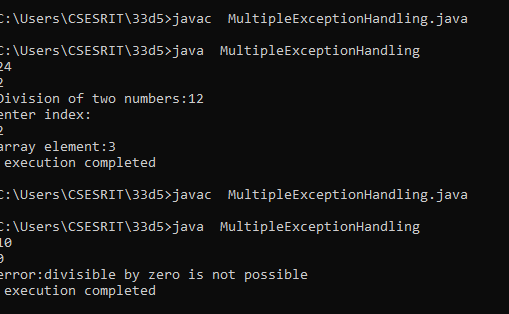 C:\Users\CSESRIT\33d5>javac  MultipleExceptionHandling.java
C:\Users\CSESRIT\33d5>java  MultipleExceptionHandling
24
2
Division of two numbers:12
enter index:
2
array element:3
execution completed
C:\Users\CSESRIT\33d5>javac  MultipleExceptionHandling.java
C:\Users\CSESRIT\33d5>java  MultipleExceptionHandling
10
0
error:divisible by zero is not possible
execution completed